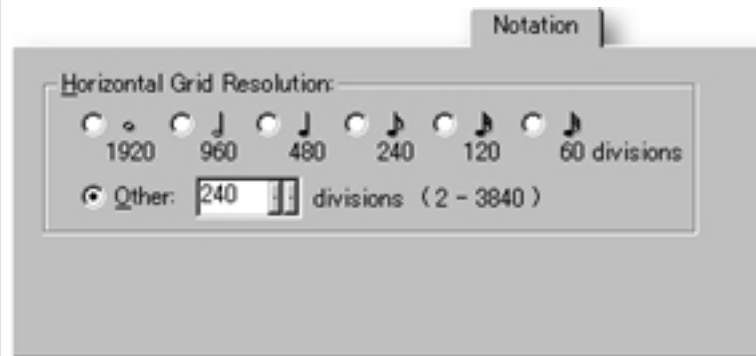 Notation
Horizontal Grid Resolution:
1920 960 480 240 120 60 divisions
Other: 240 divisions (2 - 3840)